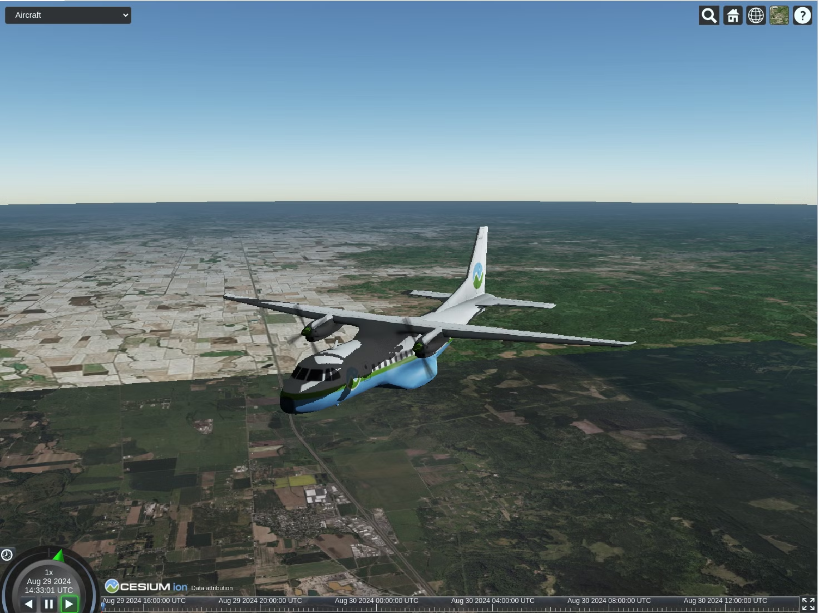 Aircraft
?
1x
Aug 29 2024
14:33:01 UTC
CESIUM ion Data attribution
Aug 29 2024 16:00:00 UTC Aug 29 2024 20:00:00 UTC Aug 30 2024 00:00:00 UTC Aug 30 2024 04:00:00 UTC Aug 30 2024 08:00:00 UTC Aug 30 2024 12:00:00 UTC